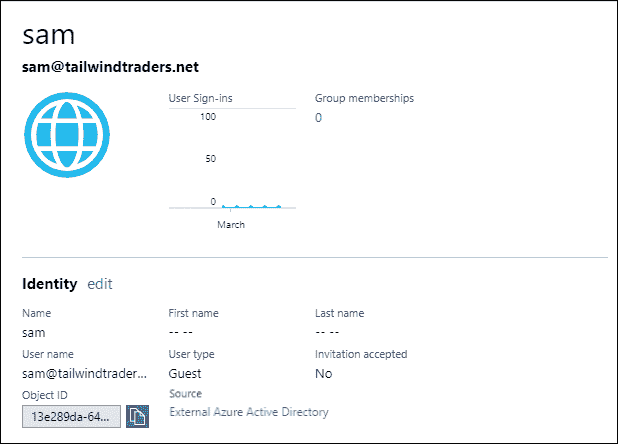 sam
sam@tailwindtraders.net
User Sign-ins
100
50
0
March
Group memberships
0
Identity edit
Name
First name
Last name
sam
-- --
-- --
User name
User type
Invitation accepted
sam@tailwindtrader...
Guest
No
Object ID
Source
13e289da-64...
External Azure Active Directory